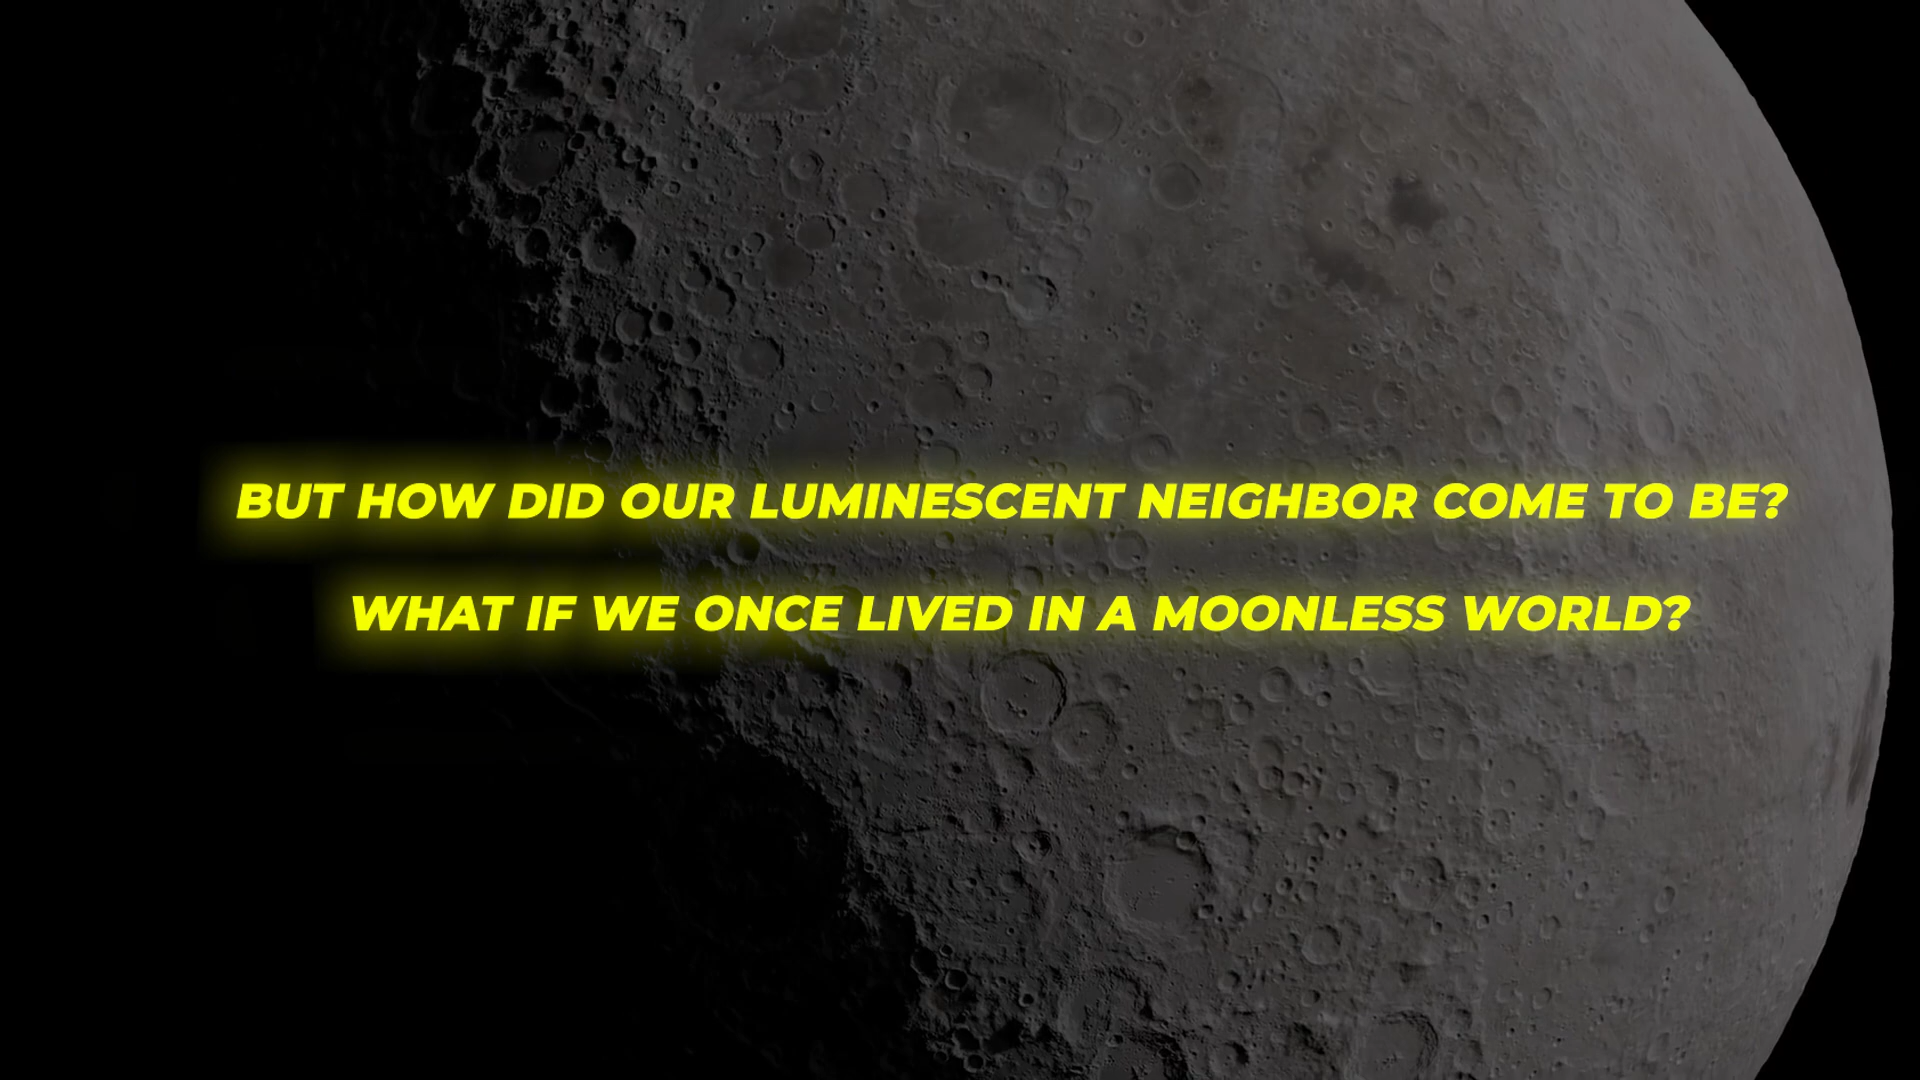 BUT HOW DID OUR LUMINESCENT NEIGHBOR COME TO BE?
WHAT IF WE ONCE LIVED IN A MOONLESS WORLD?